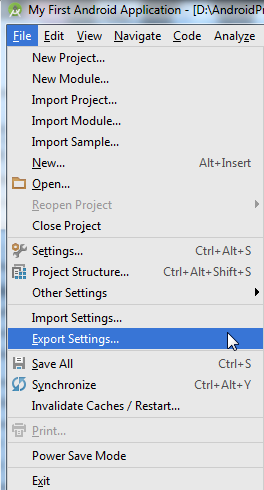 My First Android Application - [D:\AndroidPr
File Edit View Navigate Code Analyze
New Project...
New Module...
Import Project...
Import Module...
Import Sample...
New... Alt+Insert
Open...
Reopen Project
Close Project
Settings... Ctrl+Alt+S
Project Structure... Ctrl+Alt+Shift+S
Other Settings
Import Settings...
Export Settings...
Save All Ctrl+S
Synchronize Ctrl+Alt+Y
Invalidate Caches / Restart...
Print...
Power Save Mode
Exit